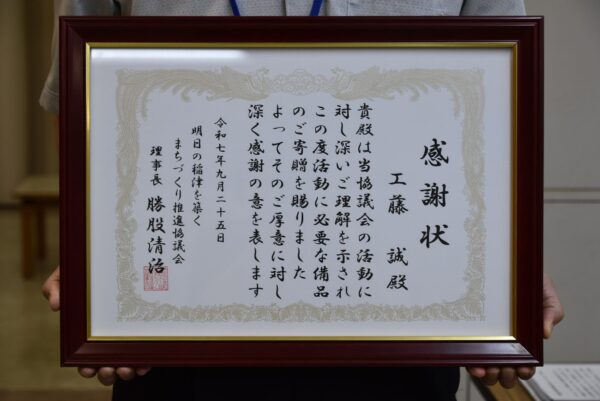 感謝状
工藤 誠殿
貴殿は当協議会の活動に
対し深いご理解を示され
この度活動に必要な備品
のご寄贈を賜りました
よってそのご厚意に対し
深く感謝の意を表します
令和七年九月二十五日
明日の稲津を築く
まちづくり推進協議会
理事長 勝股清治